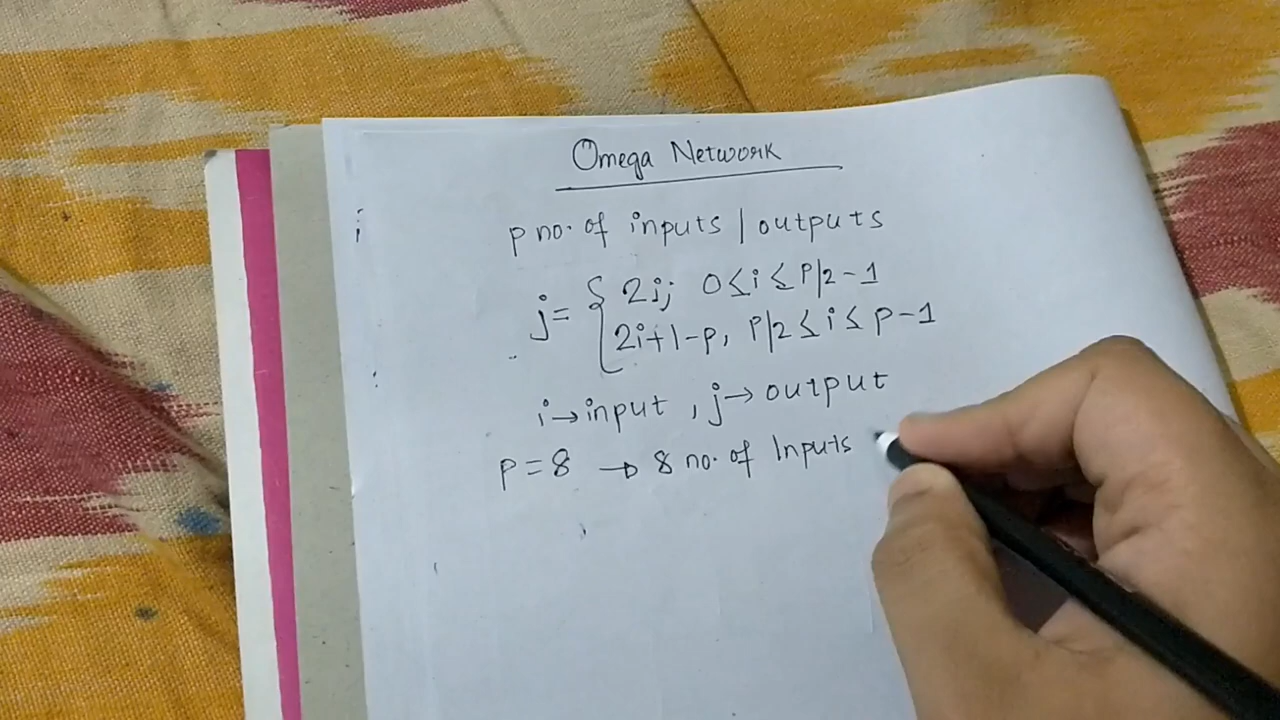 Omega Network
p no. of inputs | outputs
j = { 2i; 0 ≤ i ≤ P/2 - 1
2i+1-p, P/2 ≤ i ≤ p-1
i → input, j → output
p = 8 → 8 no. of Inputs